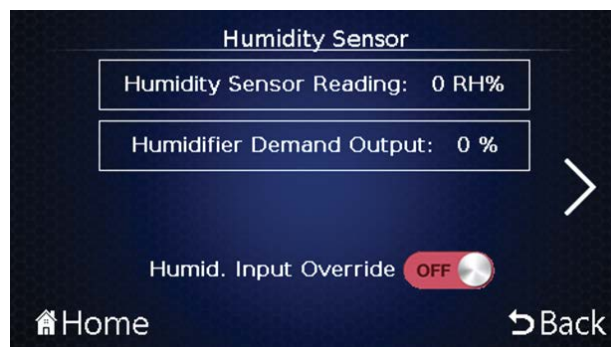 Humidity Sensor
Humidity Sensor Reading: 0 RH%
Humidifier Demand Output: 0 %
Humid. Input Override OFF
Home
Back